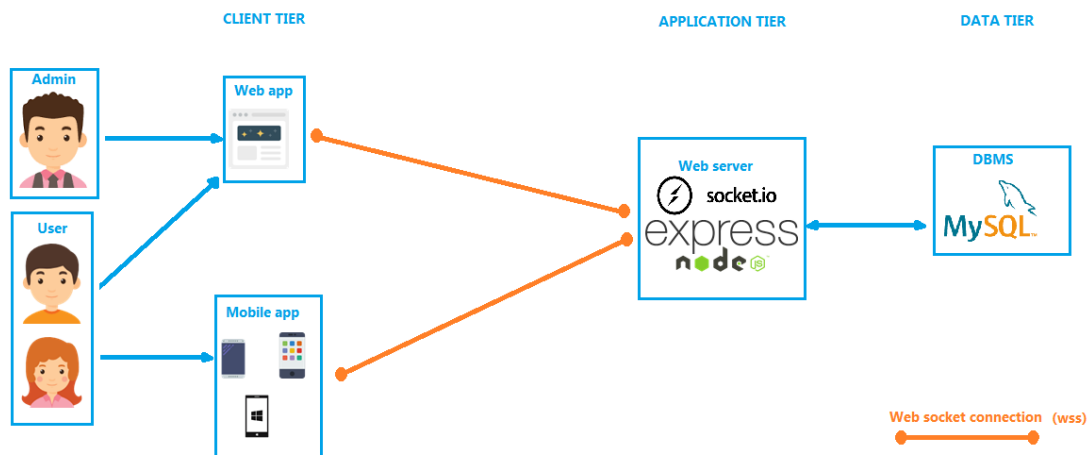 CLIENT TIER
APPLICATION TIER
DATA TIER
Admin
Web app
User
Mobile app
Web server
socket.io
express
node JS
DBMS
MySQL™
Web socket connection (wss)